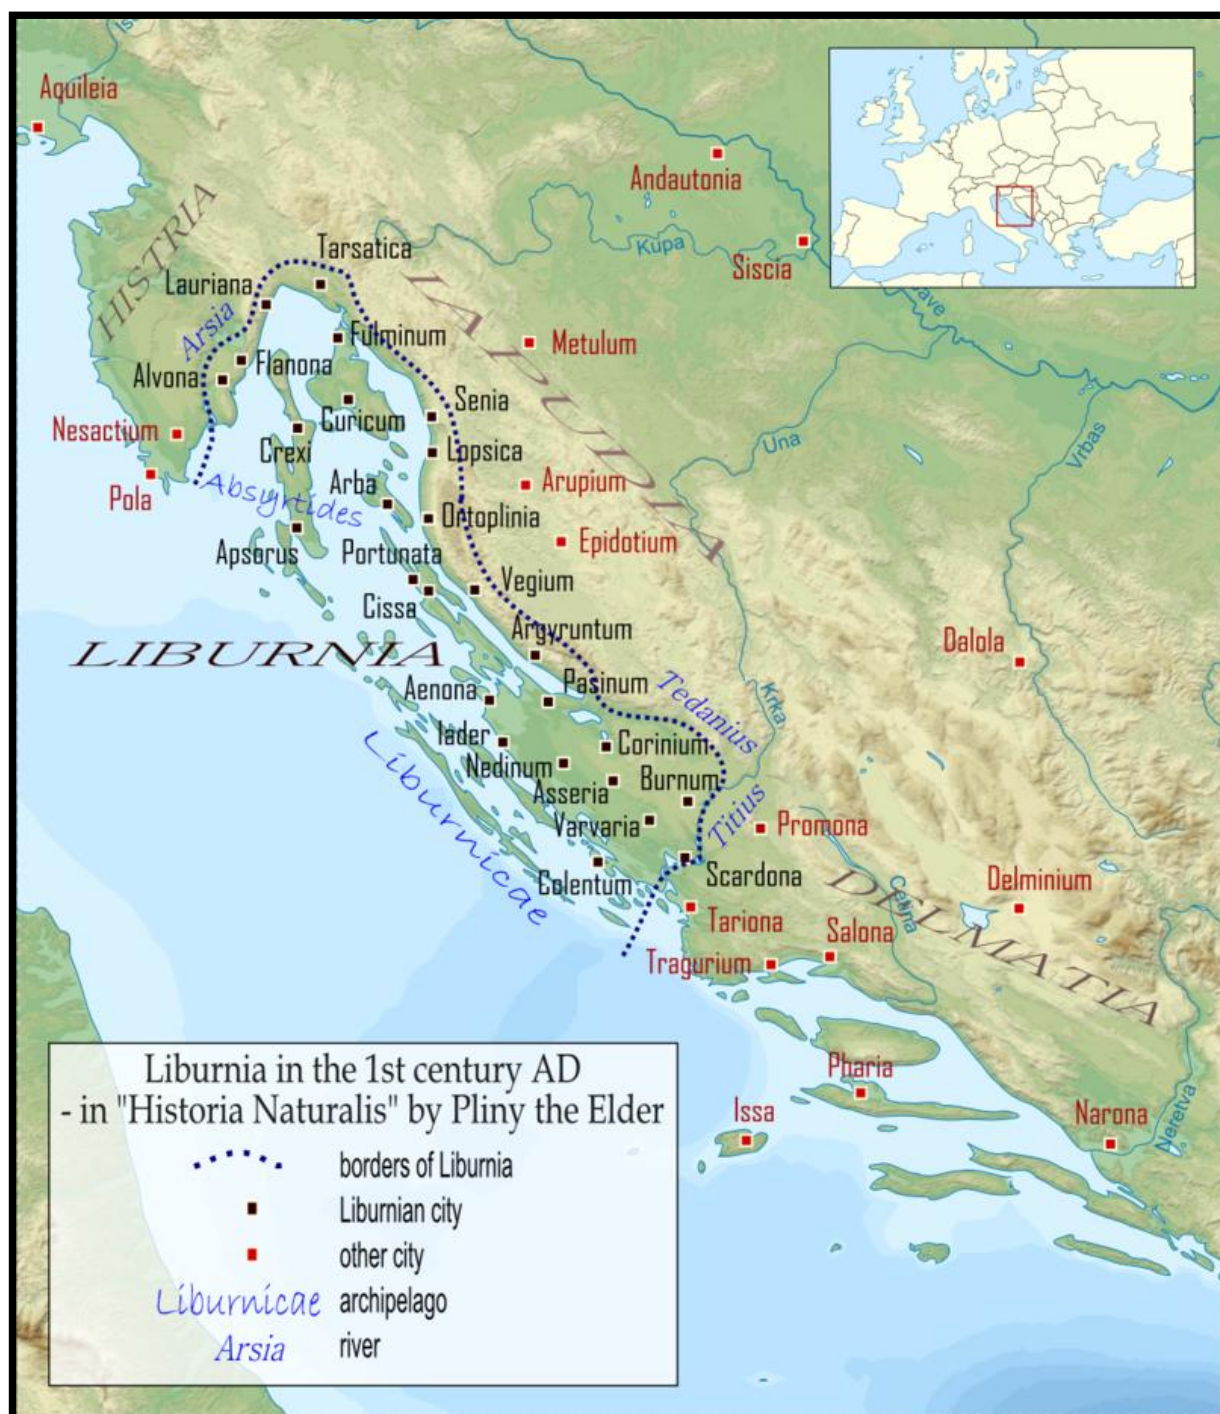 Aquileia
Andautonia
Kupa
Siscia
HISTRIA
Tarsatica
Lauriana
IAPUDIA
Arsia
Fulminum
Metulum
Flanona
Alvona
Senia
Curicum
Nesactium
Crexi
Lopsica
Una
Vrbas
Pola
Absyrtides
Arba
Arupium
Ortoplinia
Epidotium
Apsorus
Portunata
Vegium
Cissa
Argyruntum
LIBURNIA
Dalola
Aenona
Pasinum
Tedanius
Krka
Iader
Corinium
Liburnicae
Nedinum
Asseria
Burnum
Titius
Varvaria
Promona
Colentum
Scardona
Cetina
Delminium
DELMATIA
Tariona
Salona
Tragurium
Pharia
Issa
Narona
Neretva
Liburnia in the 1st century AD
- in "Historia Naturalis" by Pliny the Elder
borders of Liburnia
Liburnian city
other city
Liburnicae archipelago
Arsia river